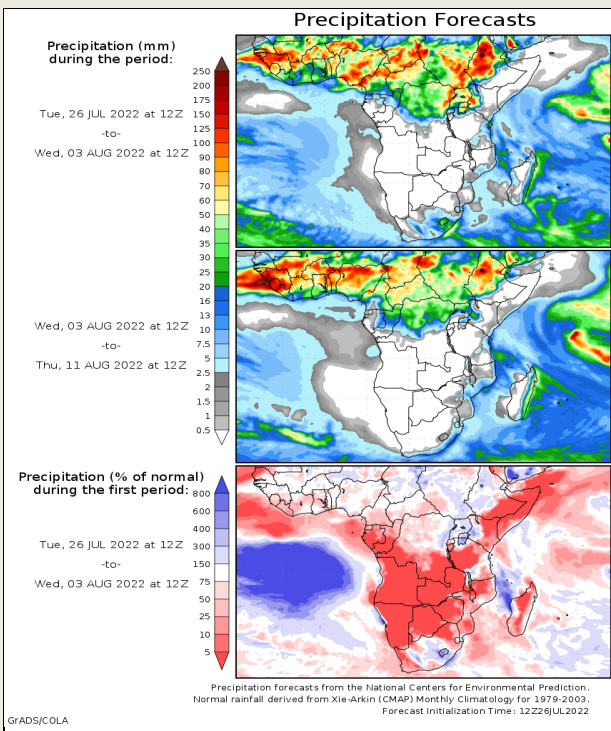 Precipitation Forecasts
Precipitation (mm)
during the period:
Tue, 26 JUL 2022 at 12Z
-to-
Wed, 03 AUG 2022 at 12Z
250
200
175
150
125
100
90
80
70
60
50
40
35
30
25
20
16
13
10
7.5
5
2.5
2
1.5
1
0.5
Wed, 03 AUG 2022 at 12Z
-to-
Thu, 11 AUG 2022 at 12Z
Precipitation (% of normal)
during the first period:
Tue, 26 JUL 2022 at 12Z
-to-
Wed, 03 AUG 2022 at 12Z
800
600
400
300
150
75
50
25
10
5
Precipitation forecasts from the National Centers for Environmental Prediction.
Normal rainfall derived from Xie-Arkin (CMAP) Monthly Climatology for 1979-2003.
Forecast Initialization Time: 12Z26JUL2022
GrADS/COLA